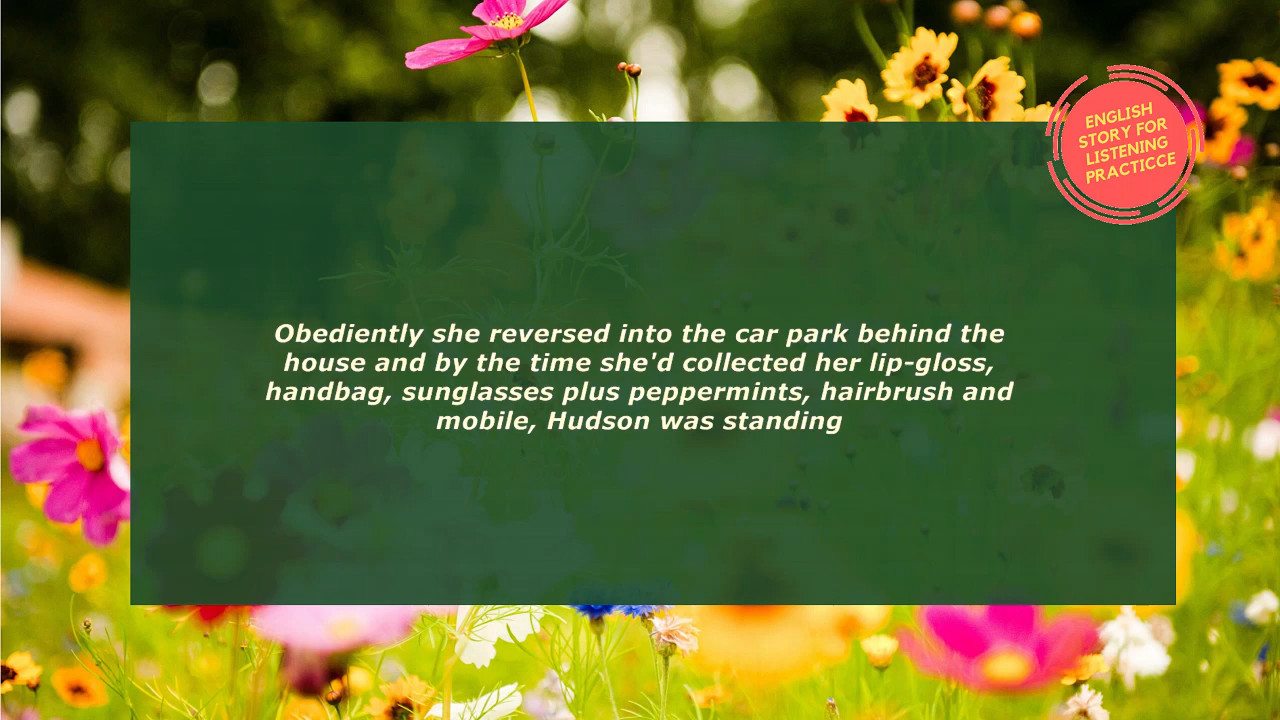 ENGLISH
STORY FOR
LISTENING
PRACTICCE
Obediently she reversed into the car park behind the
house and by the time she'd collected her lip-gloss,
handbag, sunglasses plus peppermints, hairbrush and
mobile, Hudson was standing